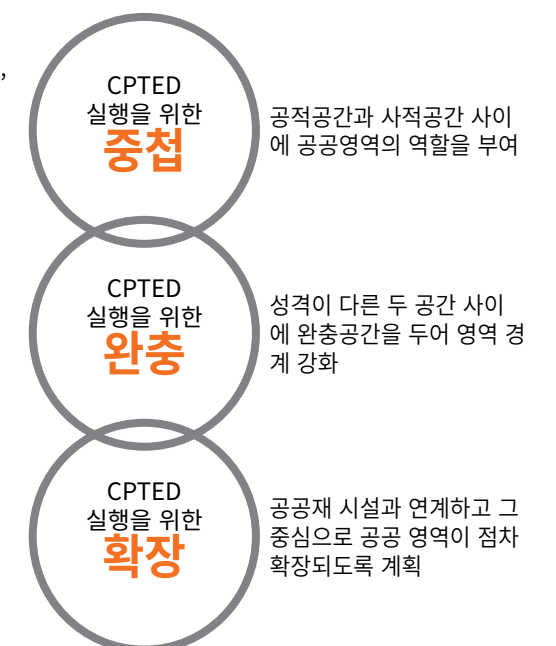 ,
CPTED
실행을 위한
중첩
공적공간과 사적공간 사이
에 공공영역의 역할을 부여
CPTED
실행을 위한
완충
성격이 다른 두 공간 사이
에 완충공간을 두어 영역 경
계 강화
CPTED
실행을 위한
확장
공공재 시설과 연계하고 그
중심으로 공공 영역이 점차
확장되도록 계획